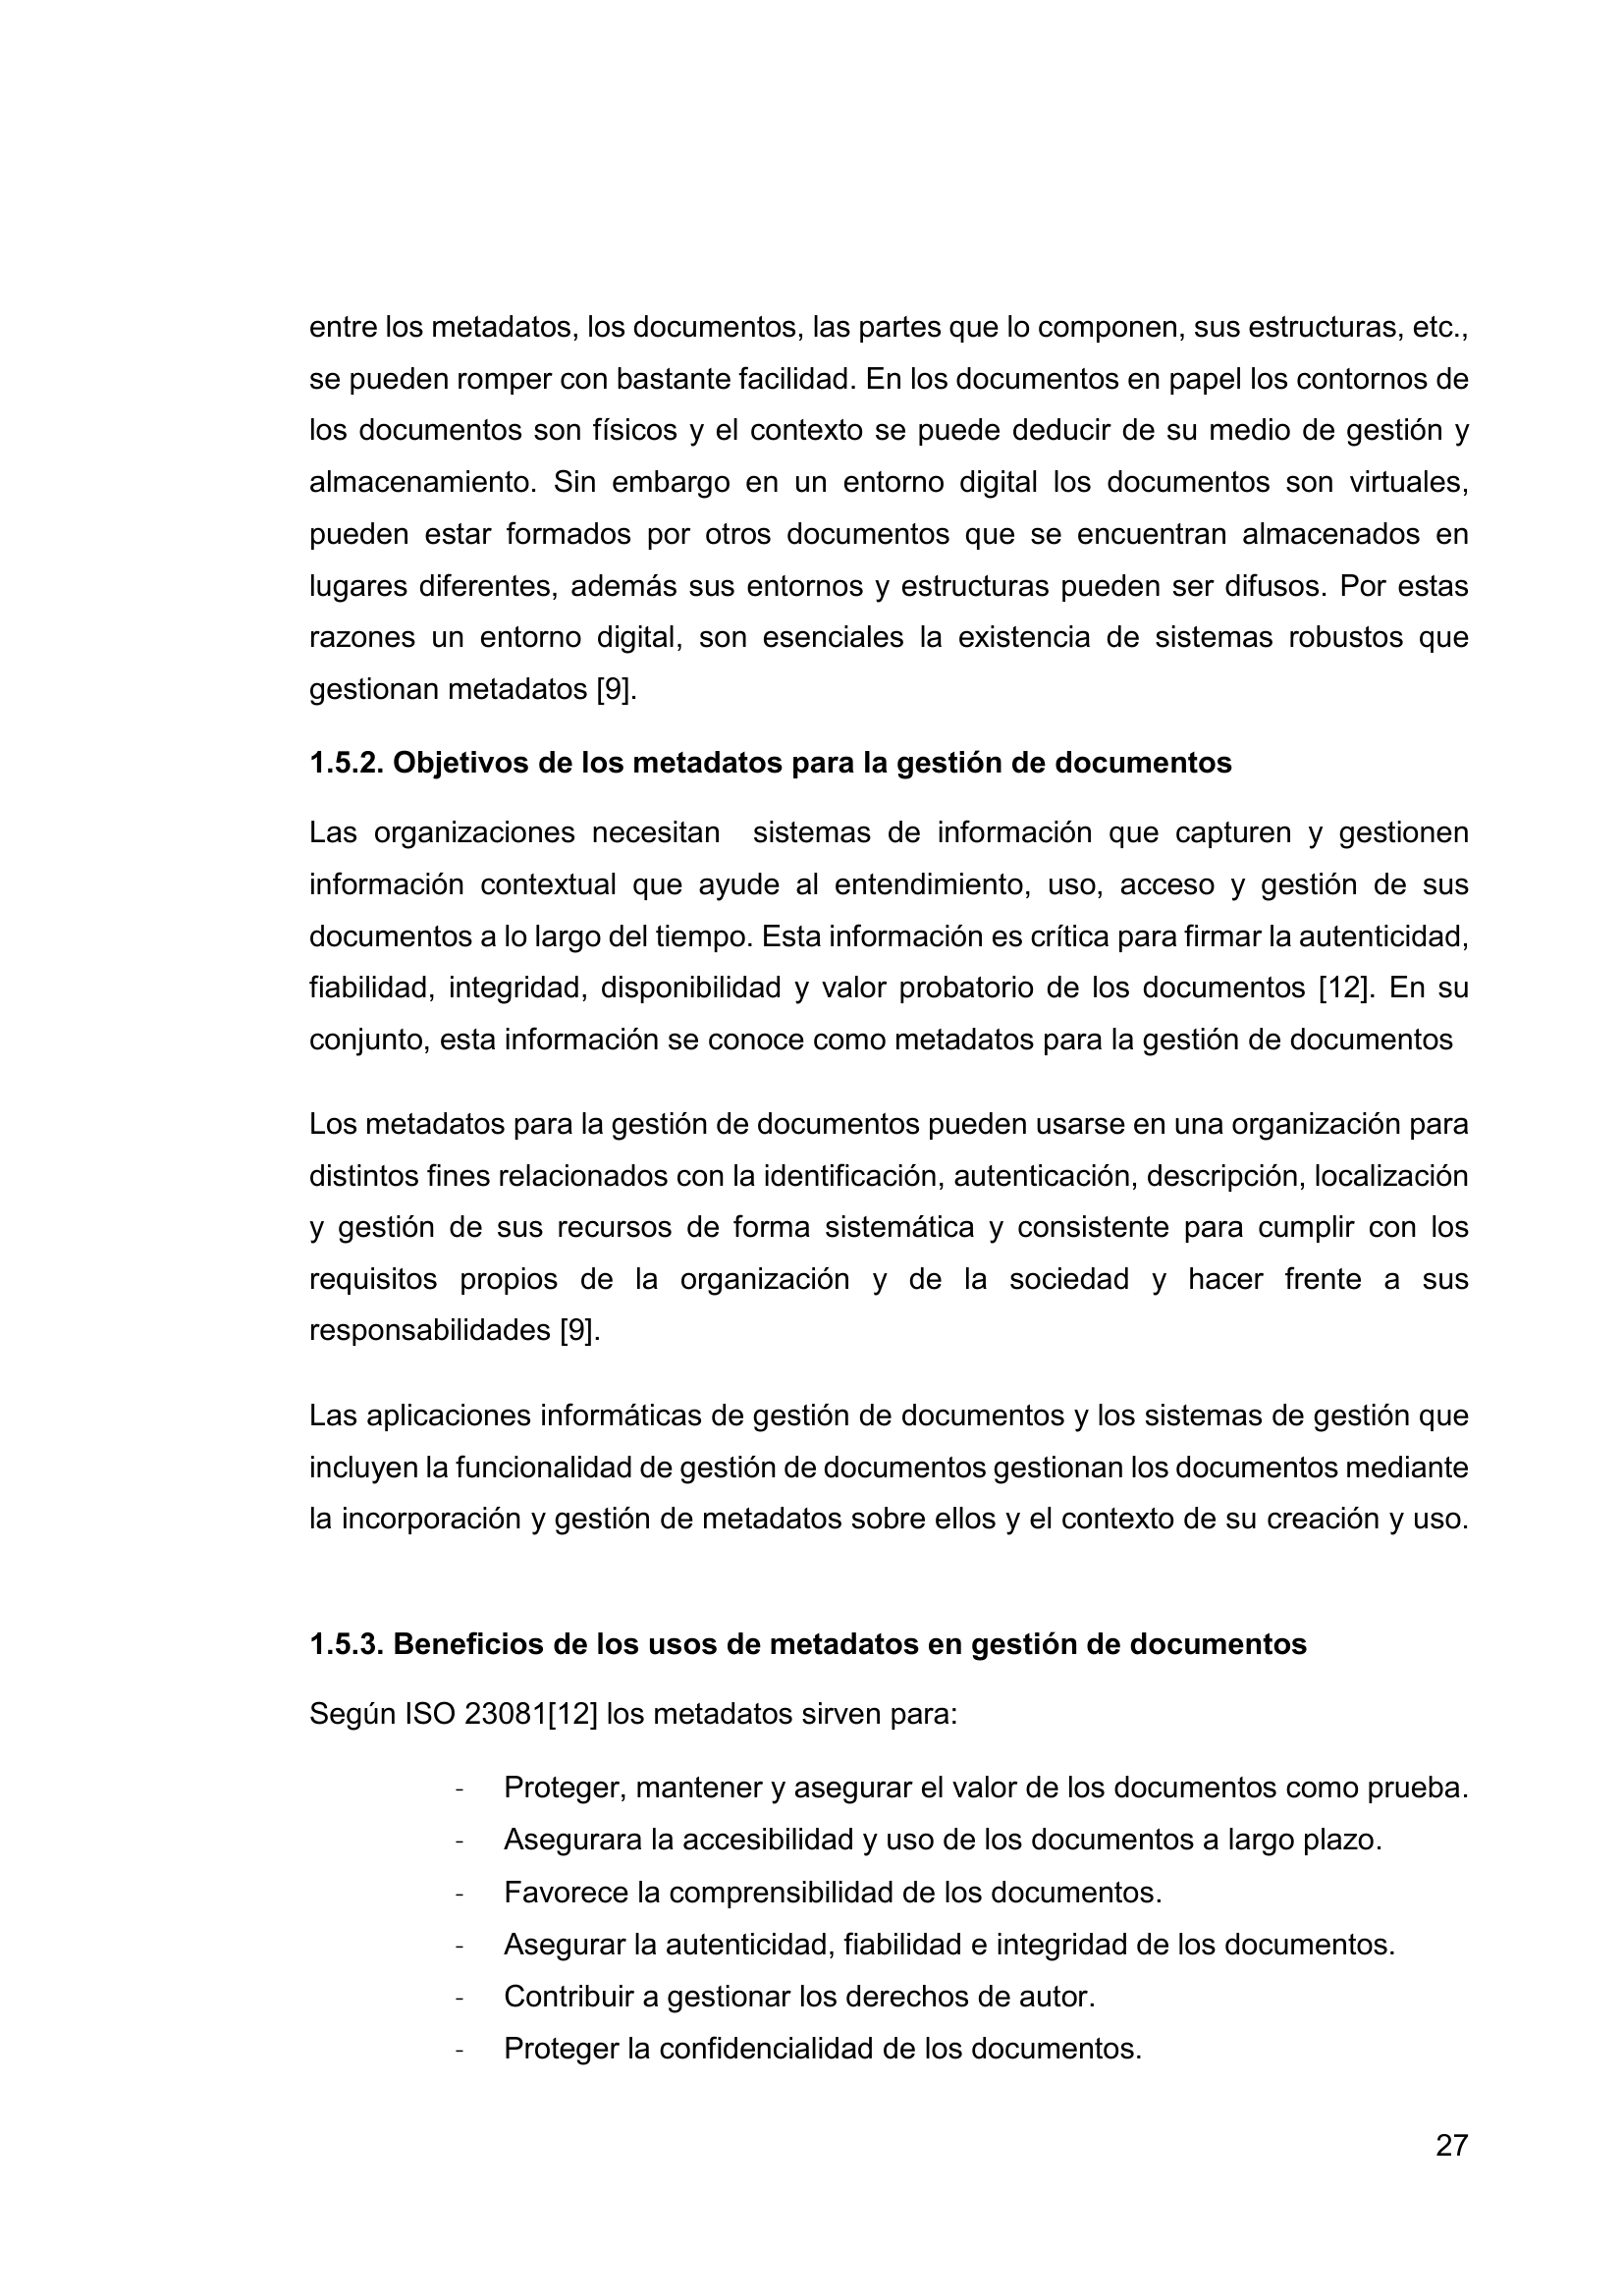 entre los metadatos, los documentos, las partes que lo componen, sus estructuras, etc.,
se pueden romper con bastante facilidad. En los documentos en papel los contornos de
los documentos son físicos y el contexto se puede deducir de su medio de gestión y
almacenamiento. Sin embargo en un entorno digital los documentos son virtuales,
pueden estar formados por otros documentos que se encuentran almacenados en
lugares diferentes, además sus entornos y estructuras pueden ser difusos. Por estas
razones un entorno digital, son esenciales la existencia de sistemas robustos que
gestionan metadatos [9].
1.5.2. Objetivos de los metadatos para la gestión de documentos
Las organizaciones necesitan sistemas de información que capturen y gestionen
información contextual que ayude al entendimiento, uso, acceso y gestión de sus
documentos a lo largo del tiempo. Esta información es crítica para firmar la autenticidad,
fiabilidad, integridad, disponibilidad y valor probatorio de los documentos [12]. En su
conjunto, esta información se conoce como metadatos para la gestión de documentos
Los metadatos para la gestión de documentos pueden usarse en una organización para
distintos fines relacionados con la identificación, autenticación, descripción, localización
y gestión de sus recursos de forma sistemática y consistente para cumplir con los
requisitos propios de la organización y de la sociedad y hacer frente a sus
responsabilidades [9].
Las aplicaciones informáticas de gestión de documentos y los sistemas de gestión que
incluyen la funcionalidad de gestión de documentos gestionan los documentos mediante
la incorporación y gestión de metadatos sobre ellos y el contexto de su creación y uso.
1.5.3. Beneficios de los usos de metadatos en gestión de documentos
Según ISO 23081[12] los metadatos sirven para:
- Proteger, mantener y asegurar el valor de los documentos como prueba.
- Asegurara la accesibilidad y uso de los documentos a largo plazo.
- Favorece la comprensibilidad de los documentos.
- Asegurar la autenticidad, fiabilidad e integridad de los documentos.
- Contribuir a gestionar los derechos de autor.
- Proteger la confidencialidad de los documentos.
27